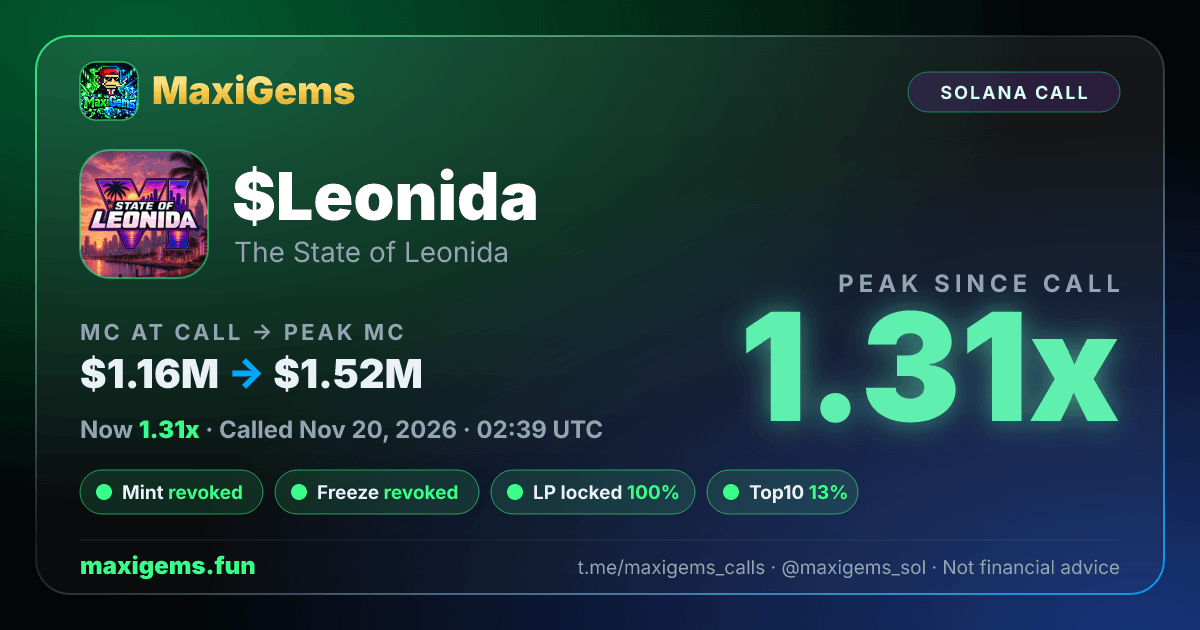 MaxiGems
MaxiGems
SOLANA CALL
VI
STATE OF
LEONIDA
$Leonida
The State of Leonida
PEAK SINCE CALL
1.31x
MC AT CALL → PEAK MC
$1.16M → $1.52M
Now 1.31x · Called Nov 20, 2026 · 02:39 UTC
Mint revoked
Freeze revoked
LP locked 100%
Top10 13%
maxigems.fun
t.me/maxigems_calls · @maxigems_sol · Not financial advice